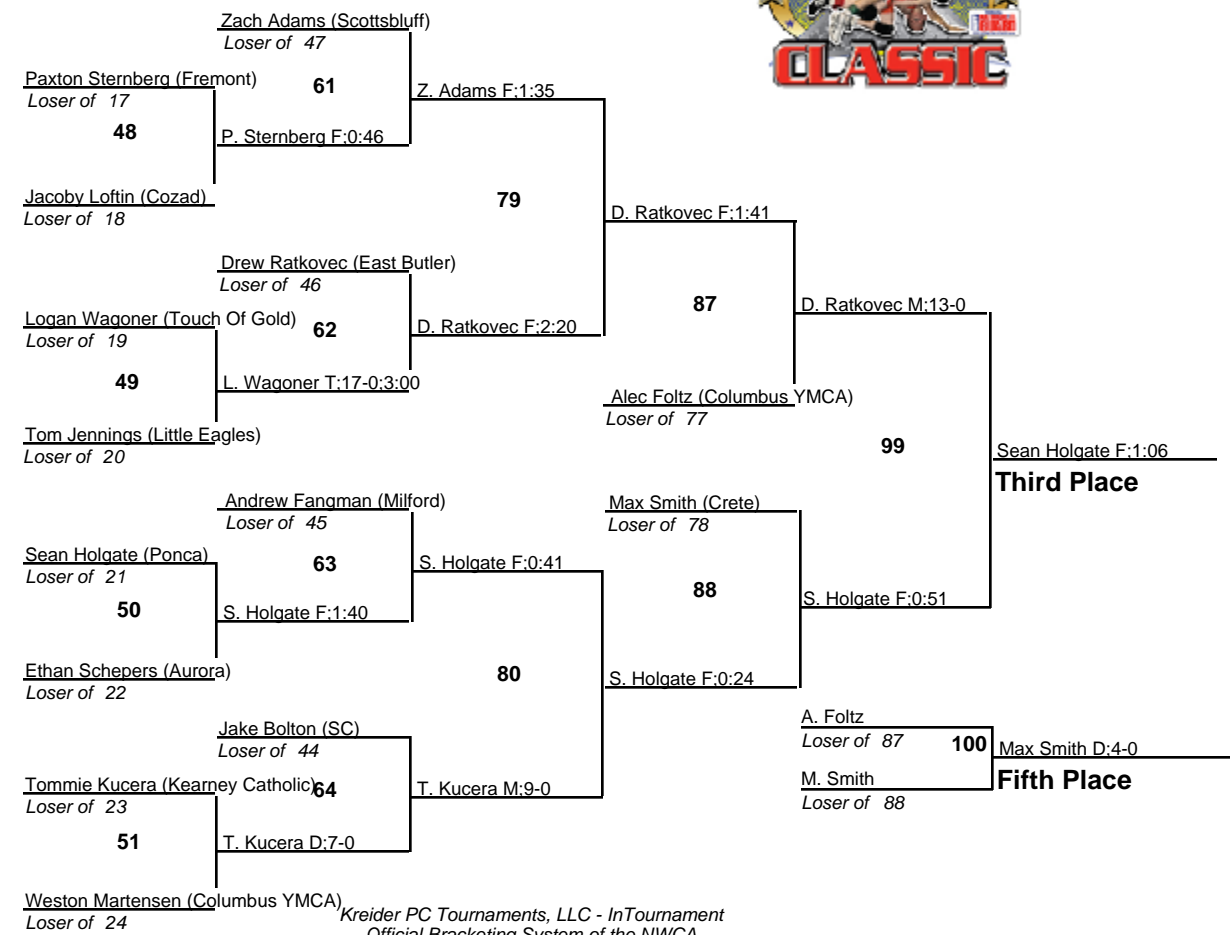 CLASSIC
Zach Adams (Scottsbluff)
Loser of 47
Paxton Sternberg (Fremont)
Loser of 17
61
Z. Adams F;1:35
48
P. Sternberg F;0:46
Jacoby Loftin (Cozad)
Loser of 18
79
D. Ratkovec F;1:41
Drew Ratkovec (East Butler)
Loser of 46
Logan Wagoner (Touch Of Gold)
Loser of 19
62
D. Ratkovec F;2:20
87
D. Ratkovec M;13-0
49
L. Wagoner T;17-0;3:00
Alec Foltz (Columbus YMCA)
Loser of 77
Tom Jennings (Little Eagles)
Loser of 20
99
Sean Holgate F;1:06
Third Place
Andrew Fangman (Milford)
Loser of 45
Max Smith (Crete)
Loser of 78
Sean Holgate (Ponca)
Loser of 21
63
S. Holgate F;0:41
88
S. Holgate F;0:51
50
S. Holgate F;1:40
Ethan Schepers (Aurora)
Loser of 22
80
S. Holgate F;0:24
Jake Bolton (SC)
Loser of 44
A. Foltz
Loser of 87
100
Max Smith D;4-0
Fifth Place
M. Smith
Loser of 88
Tommie Kucera (Kearney Catholic)
Loser of 23
64
T. Kucera M;9-0
51
T. Kucera D;7-0
Weston Martensen (Columbus YMCA)
Loser of 24
Kreider PC Tournaments, LLC - InTournament
Official Bracketing System of the NWCA